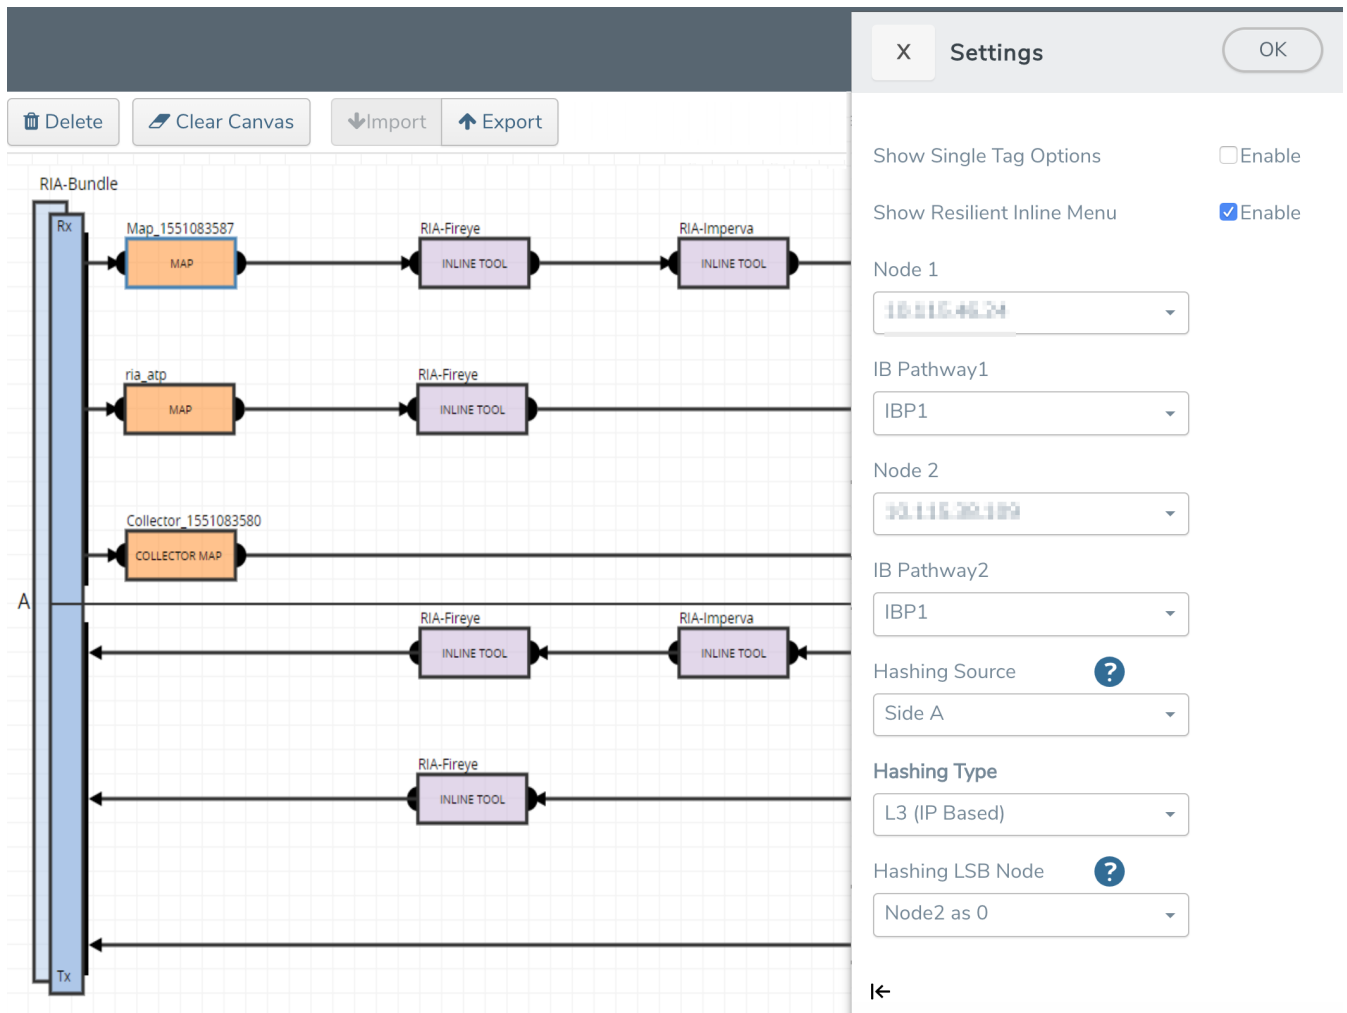 X Settings OK
Delete Clear Canvas Import Export
RIA-Bundle
Rx
Map_1551083587 RIA-Fireye RIA-Imperva
MAP INLINE TOOL INLINE TOOL
ria_atp RIA-Fireye
MAP INLINE TOOL
Collector_1551083580
COLLECTOR MAP
A
RIA-Fireye RIA-Imperva
INLINE TOOL INLINE TOOL
RIA-Fireye
INLINE TOOL
Tx
Show Single Tag Options Enable
Show Resilient Inline Menu Enable
Node 1
IB Pathway1
IBP1
Node 2
IB Pathway2
IBP1
Hashing Source ?
Side A
Hashing Type
L3 (IP Based)
Hashing LSB Node ?
Node2 as 0